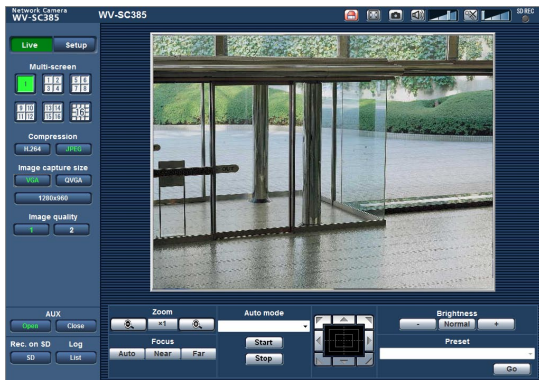 Network Camera
WV-SC385
WV-SC385
SD REC
Live Setup
Multi-screen
1
1 2 3 4
5 6 7 8
9 10 11 12
13 14 15 16
16
Compression
H.264 JPEG
Image capture size
VGA QVGA
1280x960
Image quality
1 2
AUX
Open Close
Rec. on SD Log
SD List
Zoom
×1
Focus
Auto Near Far
Auto mode
Start
Stop
Brightness
- Normal +
Preset
Go